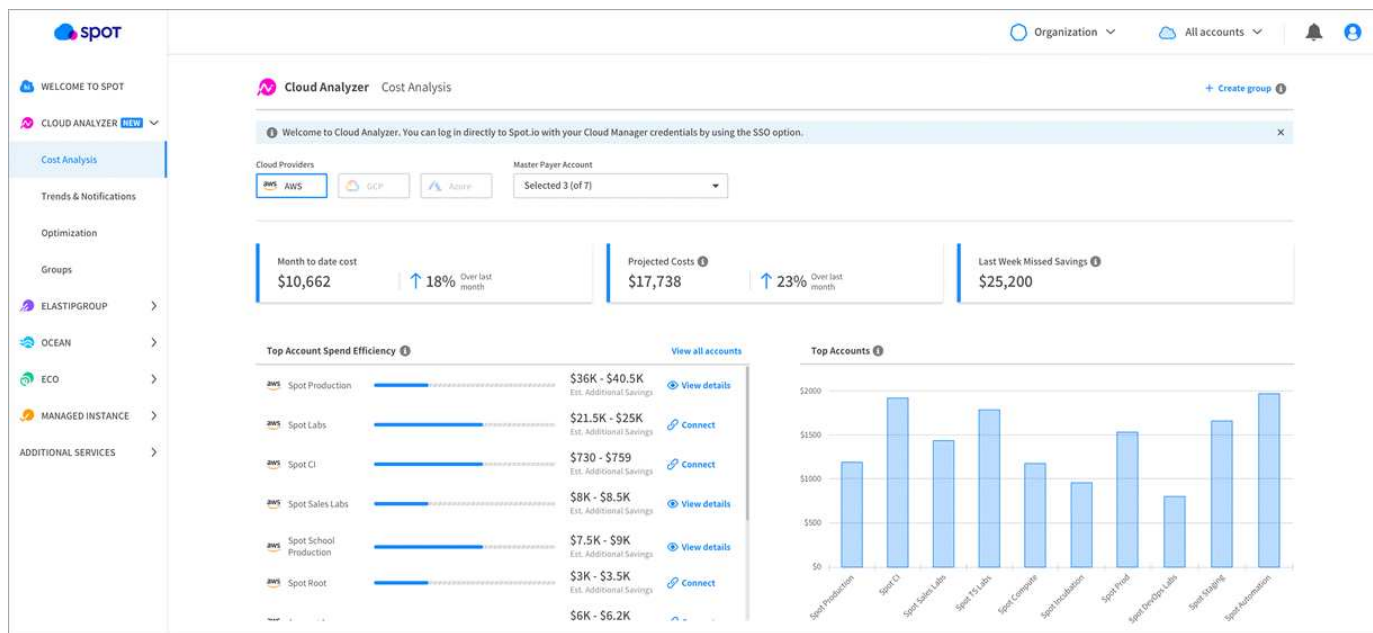 spot
Organization
All accounts
WELCOME TO SPOT
CLOUD ANALYZER NEW
Cost Analysis
Trends & Notifications
Optimization
Groups
ELASTIPGROUP
OCEAN
ECO
MANAGED INSTANCE
ADDITIONAL SERVICES
Cloud Analyzer Cost Analysis
+ Create group
Welcome to Cloud Analyzer. You can log in directly to Spot.io with your Cloud Manager credentials by using the SSO option.
Cloud Providers
aws AWS
GCP
Azure
Master Payer Account
Selected 3 (of 7)
Month to date cost
$10,662
18% Over last
month
Projected Costs
$17,738
23% Over last
month
Last Week Missed Savings
$25,200
Top Account Spend Efficiency
View all accounts
aws Spot Production
$36K - $40.5K
Est. Additional Savings
View details
aws Spot Labs
$21.5K - $25K
Est. Additional Savings
Connect
aws Spot CI
$730 - $759
Est. Additional Savings
Connect
aws Spot Sales Labs
$8K - $8.5K
Est. Additional Savings
View details
aws Spot School
Production
$7.5K - $9K
Est. Additional Savings
View details
aws Spot Root
$3K - $3.5K
Est. Additional Savings
Connect
$6K - $6.2K
Top Accounts
$2000
$1500
$1000
$500
$0
Spot Production
Spot CI
Spot Sales Labs
Spot TS Labs
Spot Compute
Spot Incubation
Spot Prod
Spot DevOps Labs
Spot Staging
Spot Automation